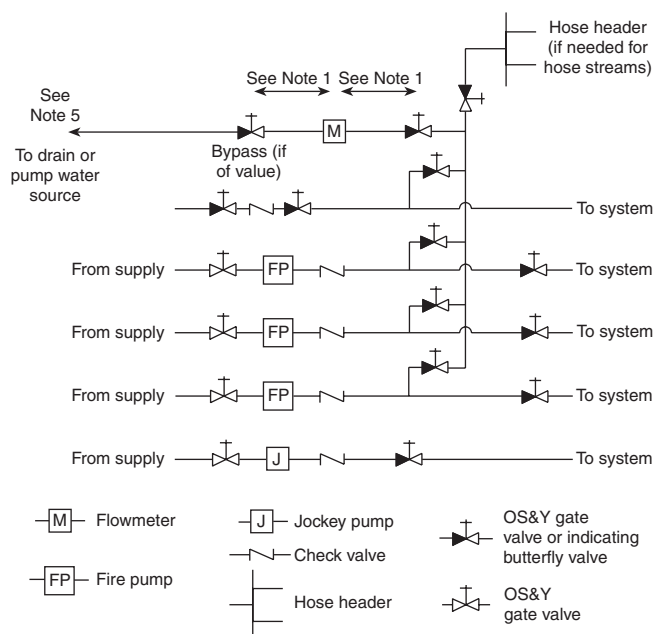 Hose header
(if needed for
hose streams)
See Note 1
See Note 1
See
Note 5
M
To drain or
pump water
source
Bypass (if
of value)
To system
From supply
FP
To system
From supply
FP
To system
From supply
FP
To system
From supply
J
To system
M
Flowmeter
J
Jockey pump
OS&Y gate
valve or indicating
butterfly valve
Check valve
FP
Fire pump
Hose header
OS&Y
gate valve